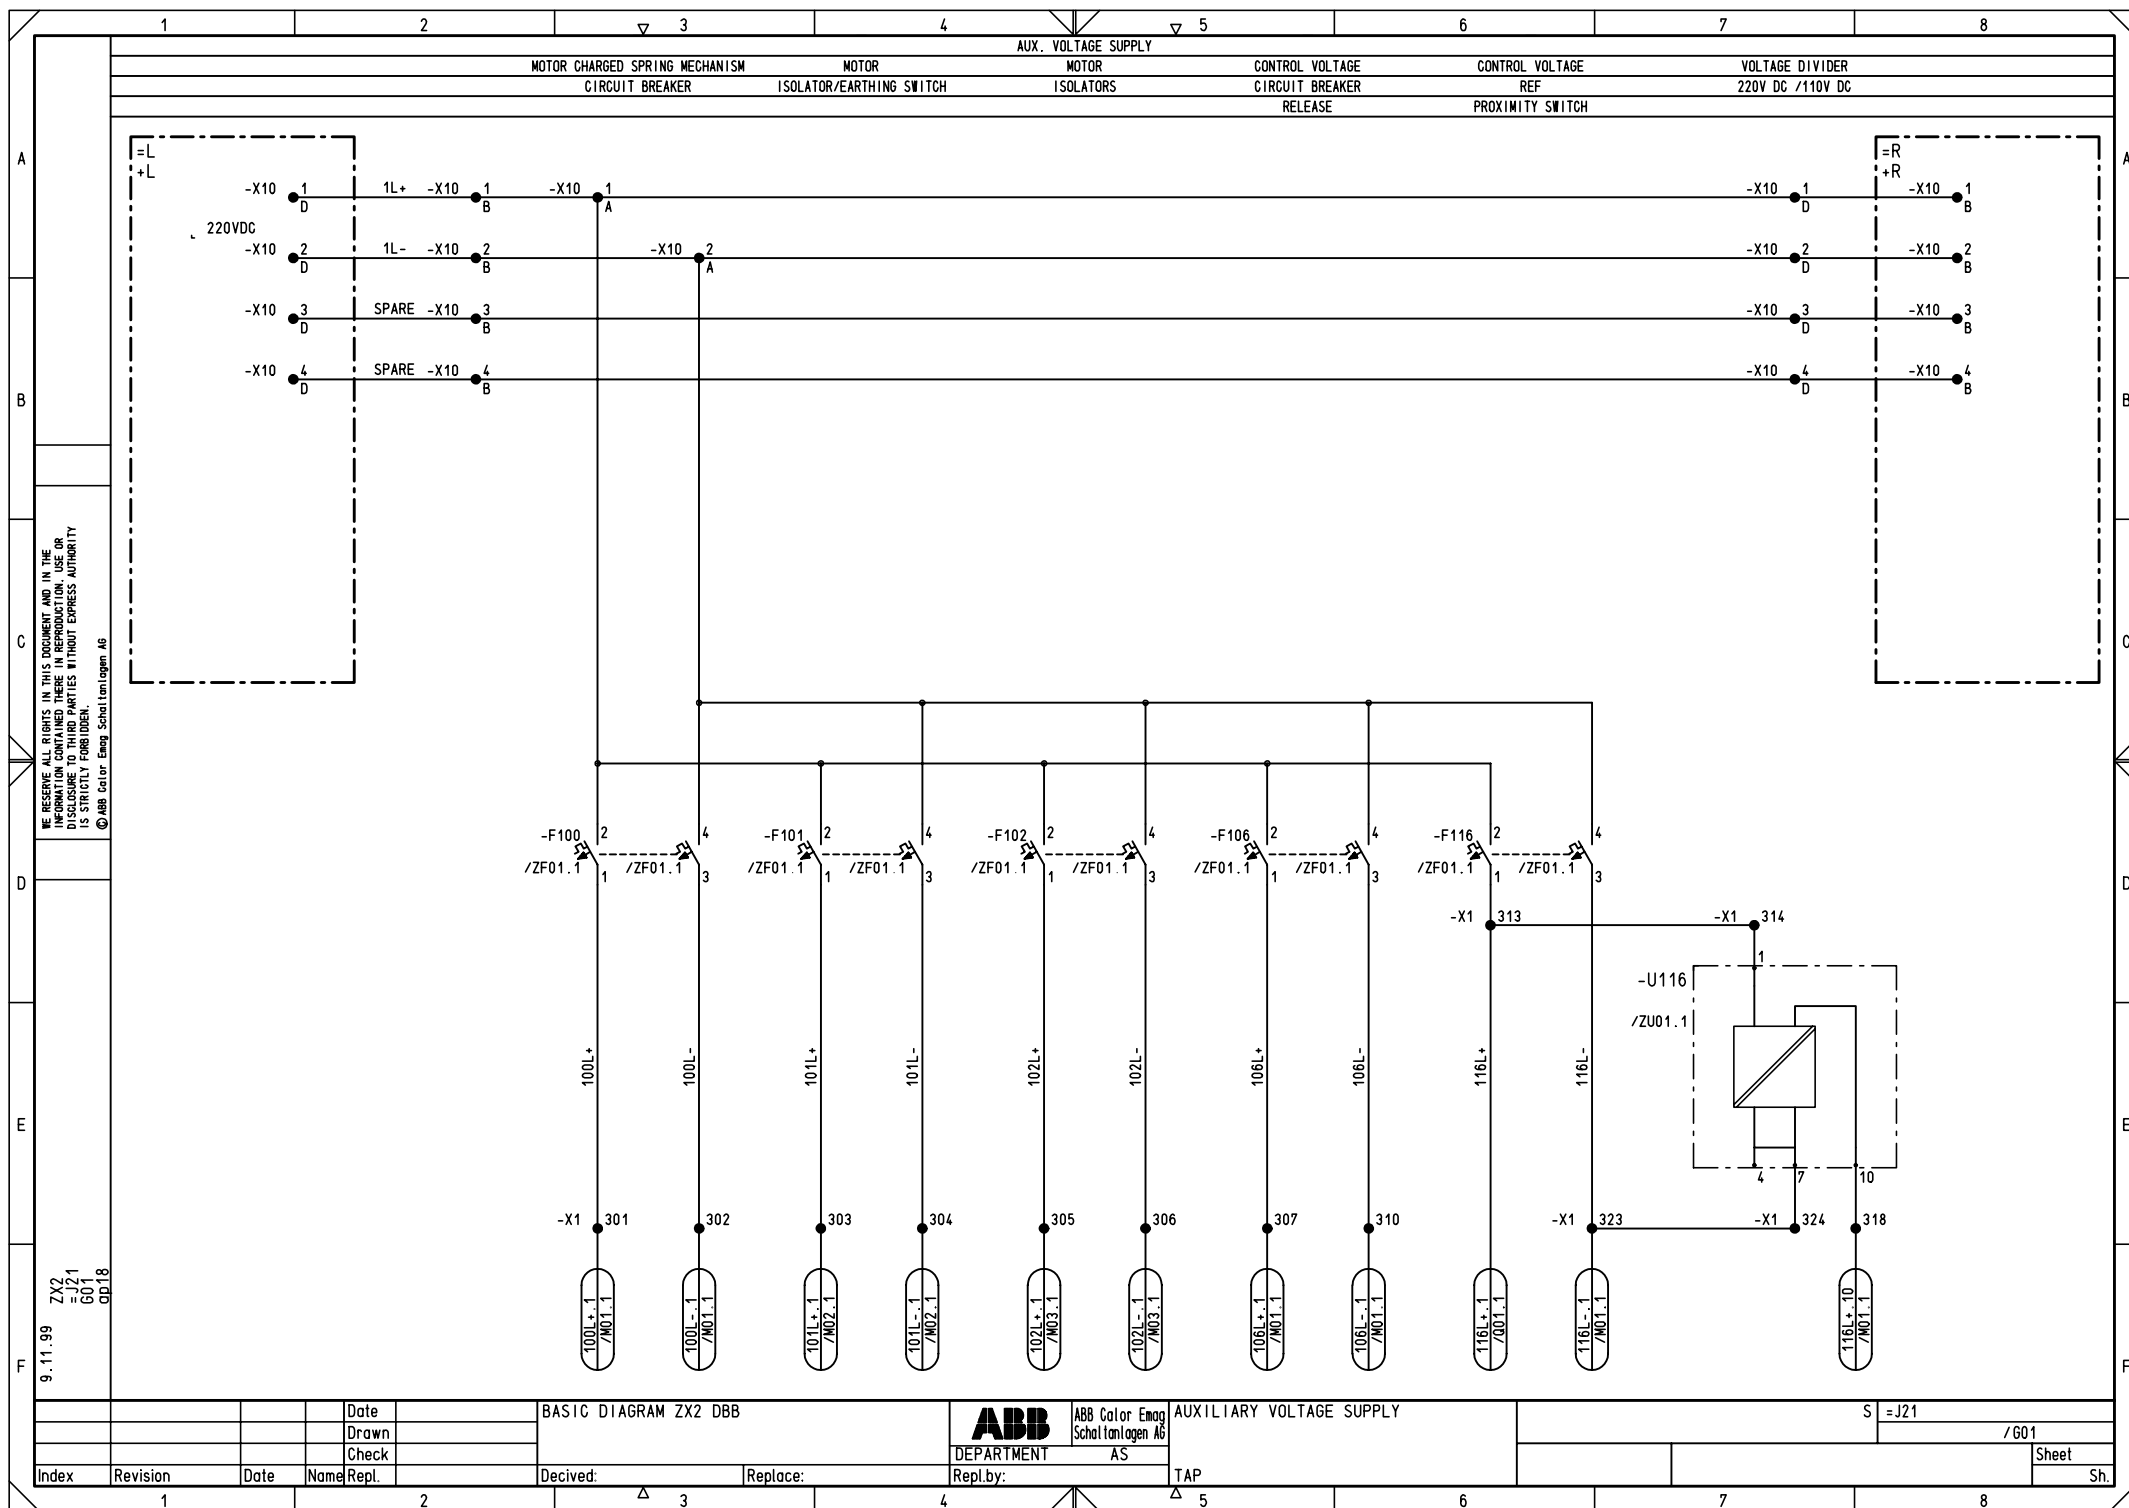 1 2 3 4 5 6 7 8
AUX. VOLTAGE SUPPLY
MOTOR CHARGED SPRING MECHANISM MOTOR MOTOR CONTROL VOLTAGE CONTROL VOLTAGE VOLTAGE DIVIDER
CIRCUIT BREAKER ISOLATOR/EARTHING SWITCH ISOLATORS CIRCUIT BREAKER REF 220V DC /110V DC
RELEASE PROXIMITY SWITCH
A =L =R A
+L +R
-X10 1 1L+ -X10 1 -X10 1 -X10 1 -X10 1
D B A D B
220VDC
-X10 2 1L- -X10 2 -X10 2 -X10 2 -X10 2
D B A D B
-X10 3 SPARE -X10 3 -X10 3 -X10 3
D B D B
-X10 4 SPARE -X10 4 -X10 4 -X10 4
D B D B
B B
C C
WE RESERVE ALL RIGHTS IN THIS DOCUMENT AND IN THE
INFORMATION CONTAINED THERE IN REPRODUCTION. USE OR
DISCLOSURE TO THIRD PARTIES WITHOUT EXPRESS AUTHORITY
IS STRICTLY FORBIDDEN.
© ABB Calor Emag Schaltanlagen AG
-F100 2 4 -F101 2 4 -F102 2 4 -F106 2 4 -F116 2 4
/ZF01.1 /ZF01.1 /ZF01.1 /ZF01.1 /ZF01.1 /ZF01.1 /ZF01.1 /ZF01.1 /ZF01.1 /ZF01.1
1 3 1 3 1 3 1 3 1 3
D D
-X1 313 -X1 314
1
-U116
/ZU01.1
100L+ 100L- 101L+ 101L- 102L+ 102L- 106L+ 106L- 116L+ 116L-
E E
4 7 10
-X1 301 302 303 304 305 306 307 310 -X1 323 -X1 324 318
100L+.1 100L-.1 101L+.1 101L-.1 102L+.1 102L-.1 106L+.1 106L-.1 116L+.1 116L-.1 116L+.10
/M01.1 /M01.1 /M02.1 /M02.1 /M03.1 /M03.1 /M01.1 /M01.1 /Q01.1 /M01.1 /M01.1
ZX2
=J21
G01
ap18
9.11.99
F F
Date BASIC DIAGRAM ZX2 DBB ABB ABB Calor Emag AUXILIARY VOLTAGE SUPPLY S =J21
Drawn Schaltanlagen AG /G01
Check DEPARTMENT AS Sheet
Index Revision Date Name Repl. Decived: Replace: Repl.by: TAP Sh.
1 2 3 4 5 6 7 8